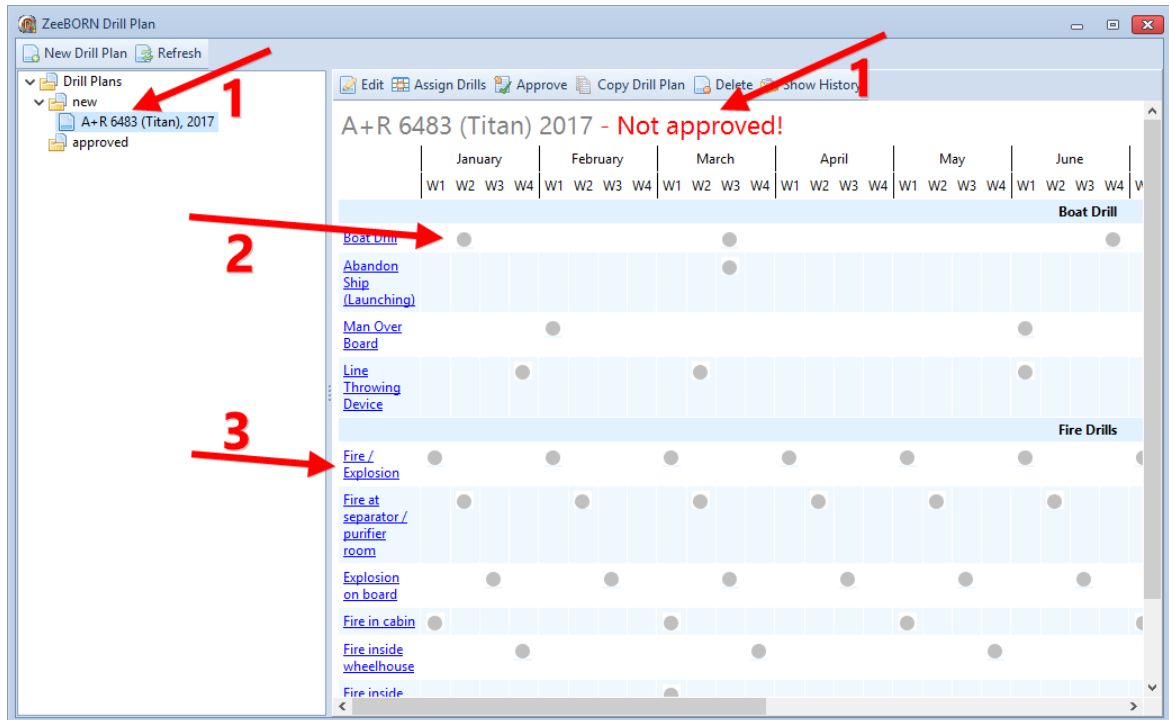 ZeeBORN Drill Plan
New Drill Plan Refresh
Drill Plans
new
A+R 6483 (Titan), 2017
approved
1
Edit Assign Drills Approve Copy Drill Plan Delete Show History
1
A+R 6483 (Titan) 2017 - Not approved!
January February March April May June
W1 W2 W3 W4 W1 W2 W3 W4 W1 W2 W3 W4 W1 W2 W3 W4 W1 W2 W3 W4 W1 W2 W3 W4
Boat Drill
2
Boat Drill
Abandon
Ship
(Launching)
Man Over
Board
Line
Throwing
Device
Fire Drills
3
Fire /
Explosion
Fire at
separator /
purifier
room
Explosion
on board
Fire in cabin
Fire inside
wheelhouse
Fire inside